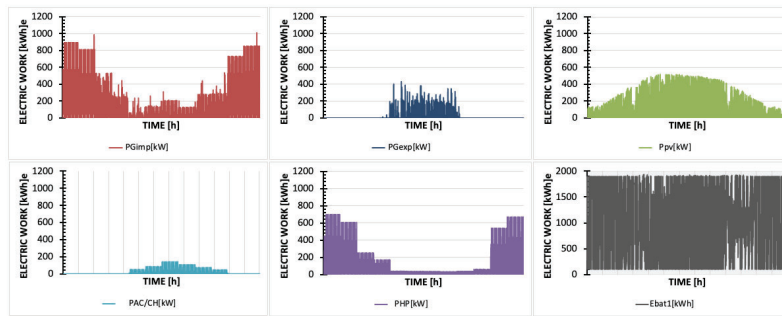 ELECTRIC WORK [kWh]e
1200
1000
800
600
400
200
0
TIME [h]
PGimp[kW]
ELECTRIC WORK [kWh]e
1200
1000
800
600
400
200
0
TIME [h]
PGexp[kW]
ELECTRIC WORK [kWh]e
1200
1000
800
600
400
200
0
TIME [h]
Ppv[kW]
ELECTRIC WORK [kWh]e
1200
1000
800
600
400
200
0
TIME [h]
PAC/CH[kW]
ELECTRIC WORK [kWh]e
1200
1000
800
600
400
200
0
TIME [h]
PHP[kW]
ELECTRIC WORK [kWh]e
2000
1500
1000
500
0
TIME [h]
Ebat1[kWh]